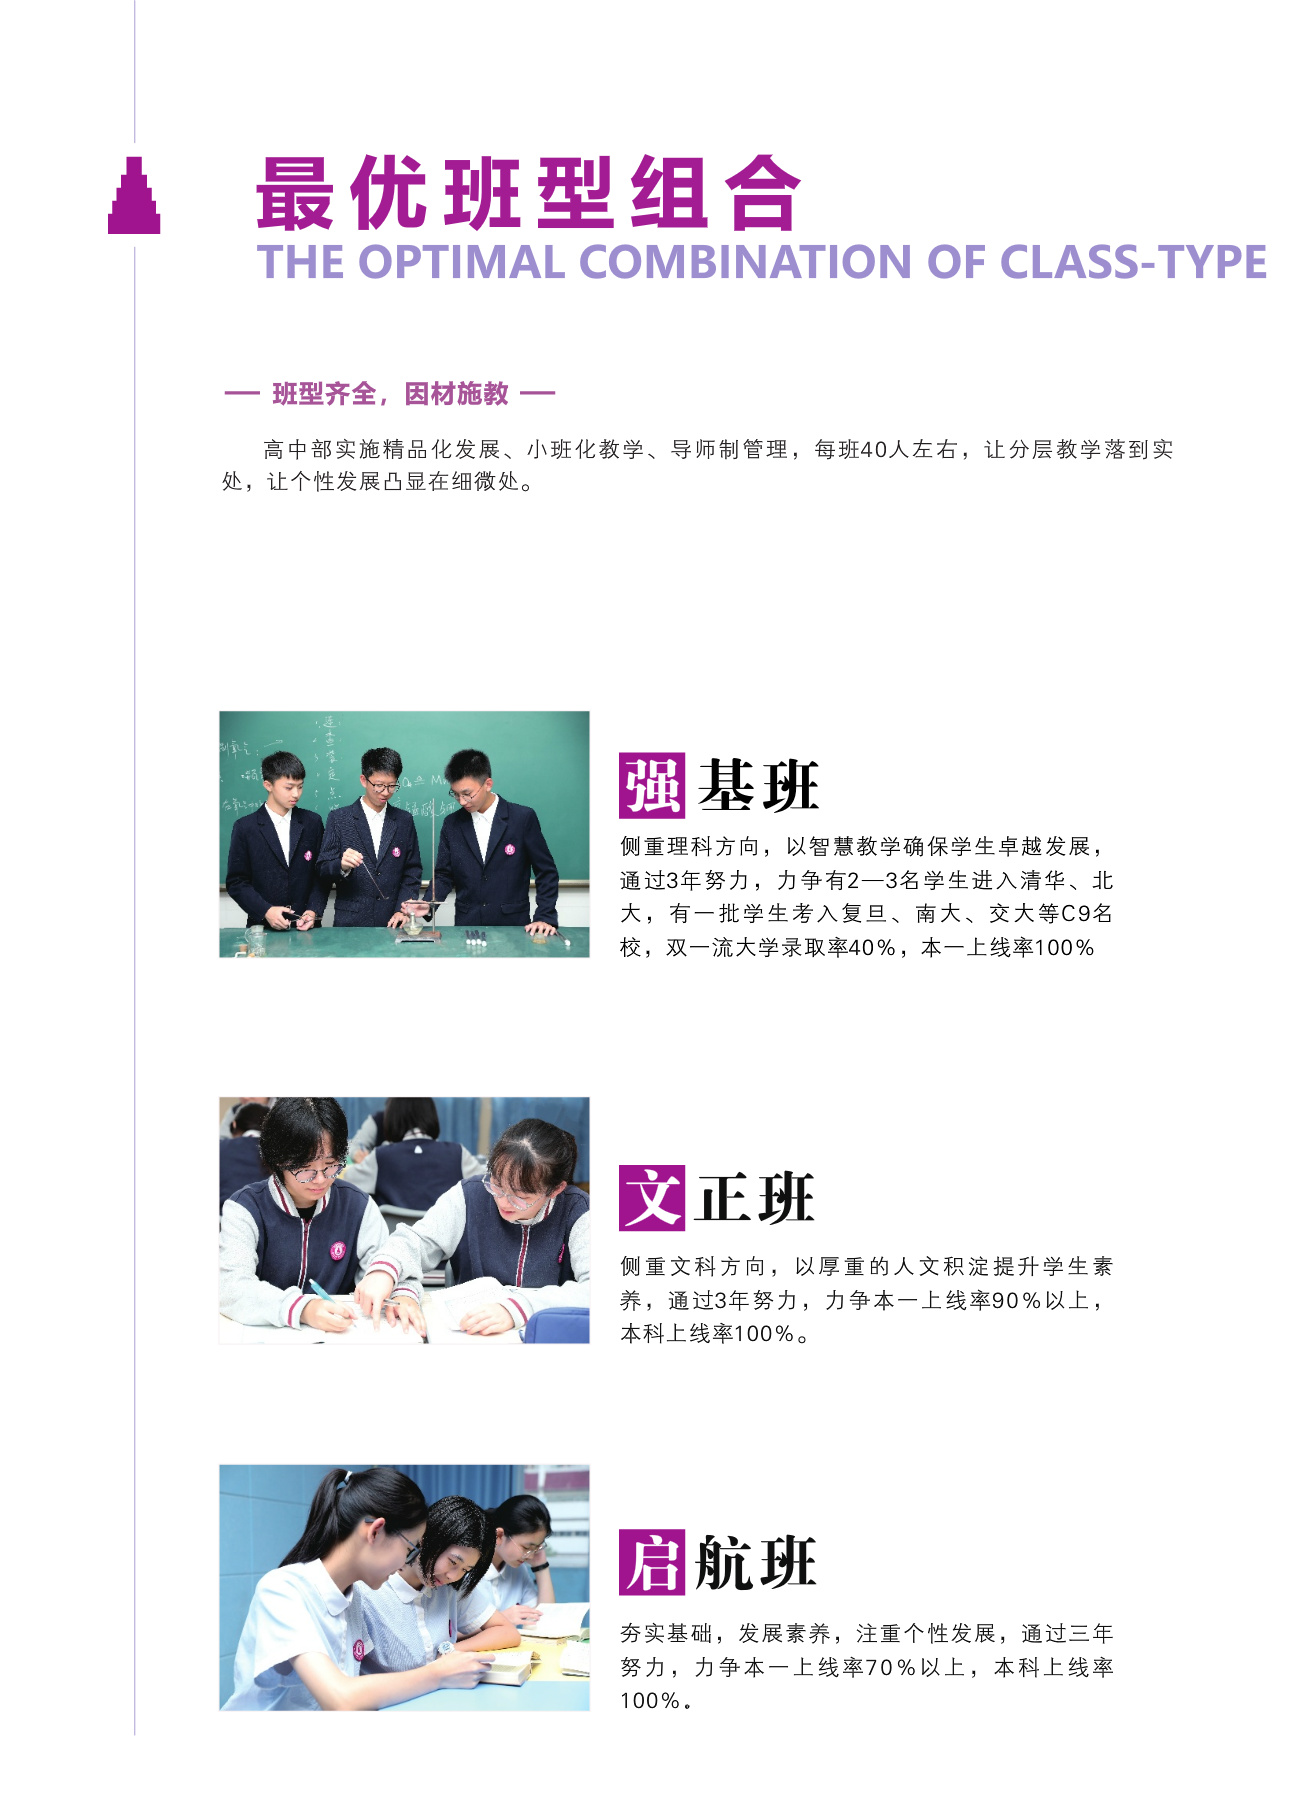 最优班型组合
THE OPTIMAL COMBINATION OF CLASS-TYPE
— 班型齐全，因材施教 —
高中部实施精品化发展、小班化教学、导师制管理，每班40人左右，让分层教学落到实
处，让个性发展凸显在细微处。
强基班
侧重理科方向，以智慧教学确保学生卓越发展，
通过3年努力，力争有2—3名学生进入清华、北
大，有一批学生考入复旦、南大、交大等C9名
校，双一流大学录取率40%，本一上线率100%
文正班
侧重文科方向，以厚重的人文积淀提升学生素
养，通过3年努力，力争本一上线率90%以上，
本科上线率100%。
启航班
夯实基础，发展素养，注重个性发展，通过三年
努力，力争本一上线率70%以上，本科上线率
100%。